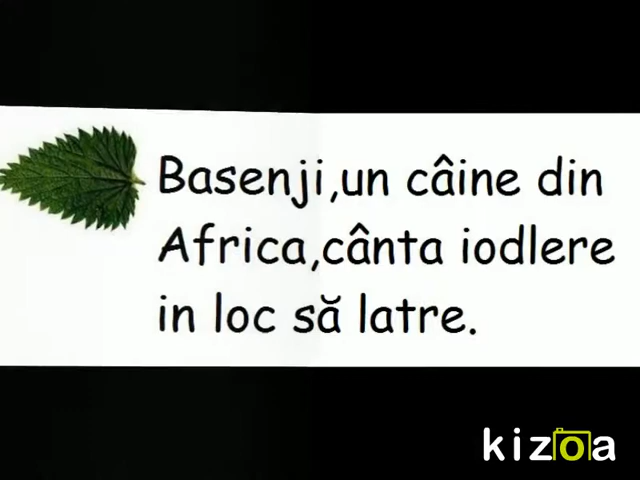 Basenji,un câine din
Africa,cânta iodlere
in loc să latre.
kizoa